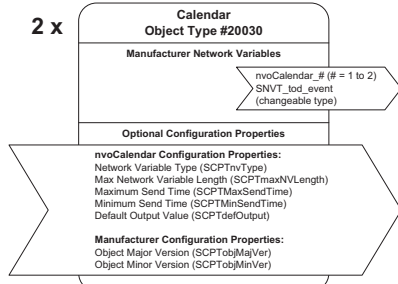 2 x
Calendar
Object Type #20030
Manufacturer Network Variables
nvoCalendar_# (# = 1 to 2)
SNVT_tod_event
(changeable type)
Optional Configuration Properties
nvoCalendar Configuration Properties:
Network Variable Type (SCPTnvType)
Max Network Variable Length (SCPTmaxNVLength)
Maximum Send Time (SCPTMaxSendTime)
Minimum Send Time (SCPTMinSendTime)
Default Output Value (SCPTdefOutput)
Manufacturer Configuration Properties:
Object Major Version (SCPTobjMajVer)
Object Minor Version (SCPTobjMinVer)